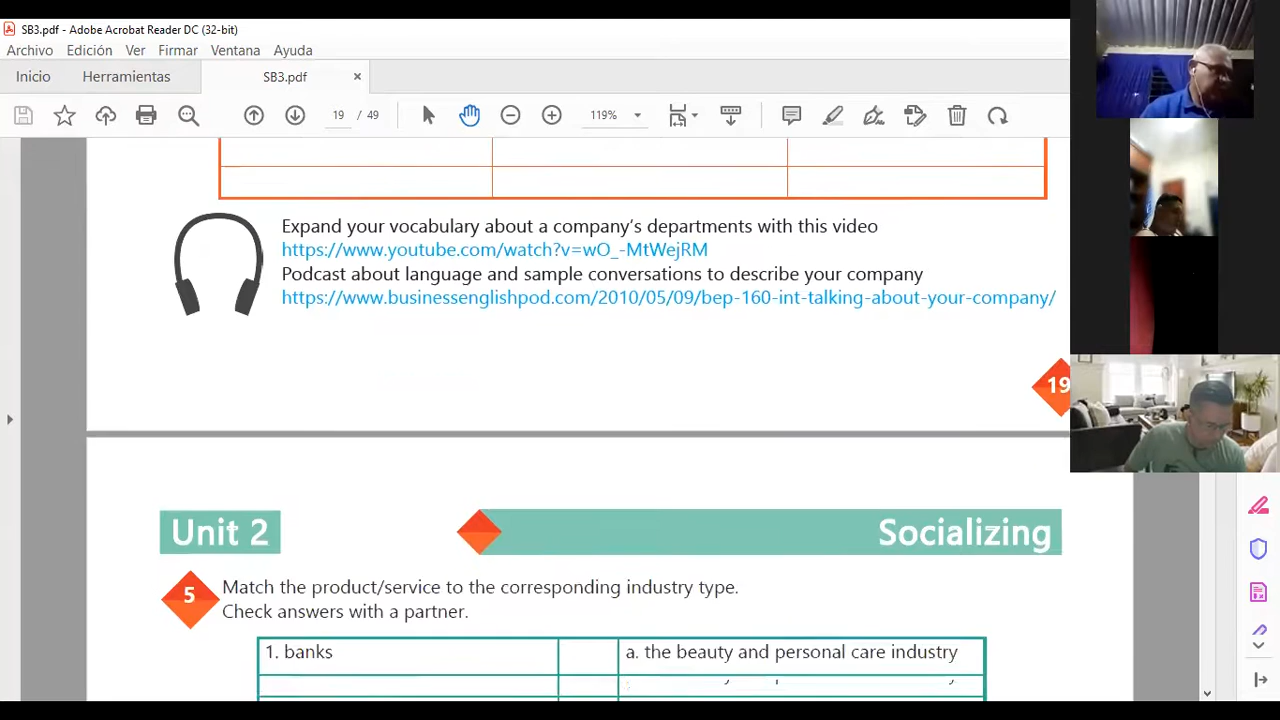 SB3.pdf - Adobe Acrobat Reader DC (32-bit)
Archivo Edición Ver Firmar Ventana Ayuda
Inicio Herramientas SB3.pdf ×
19 / 49 119%
Expand your vocabulary about a company's departments with this video
https://www.youtube.com/watch?v=wO_-MtWejRM
Podcast about language and sample conversations to describe your company
https://www.businessenglishpod.com/2010/05/09/bep-160-int-talking-about-your-company/
19
Unit 2 Socializing
5 Match the product/service to the corresponding industry type.
Check answers with a partner.
1. banks a. the beauty and personal care industry